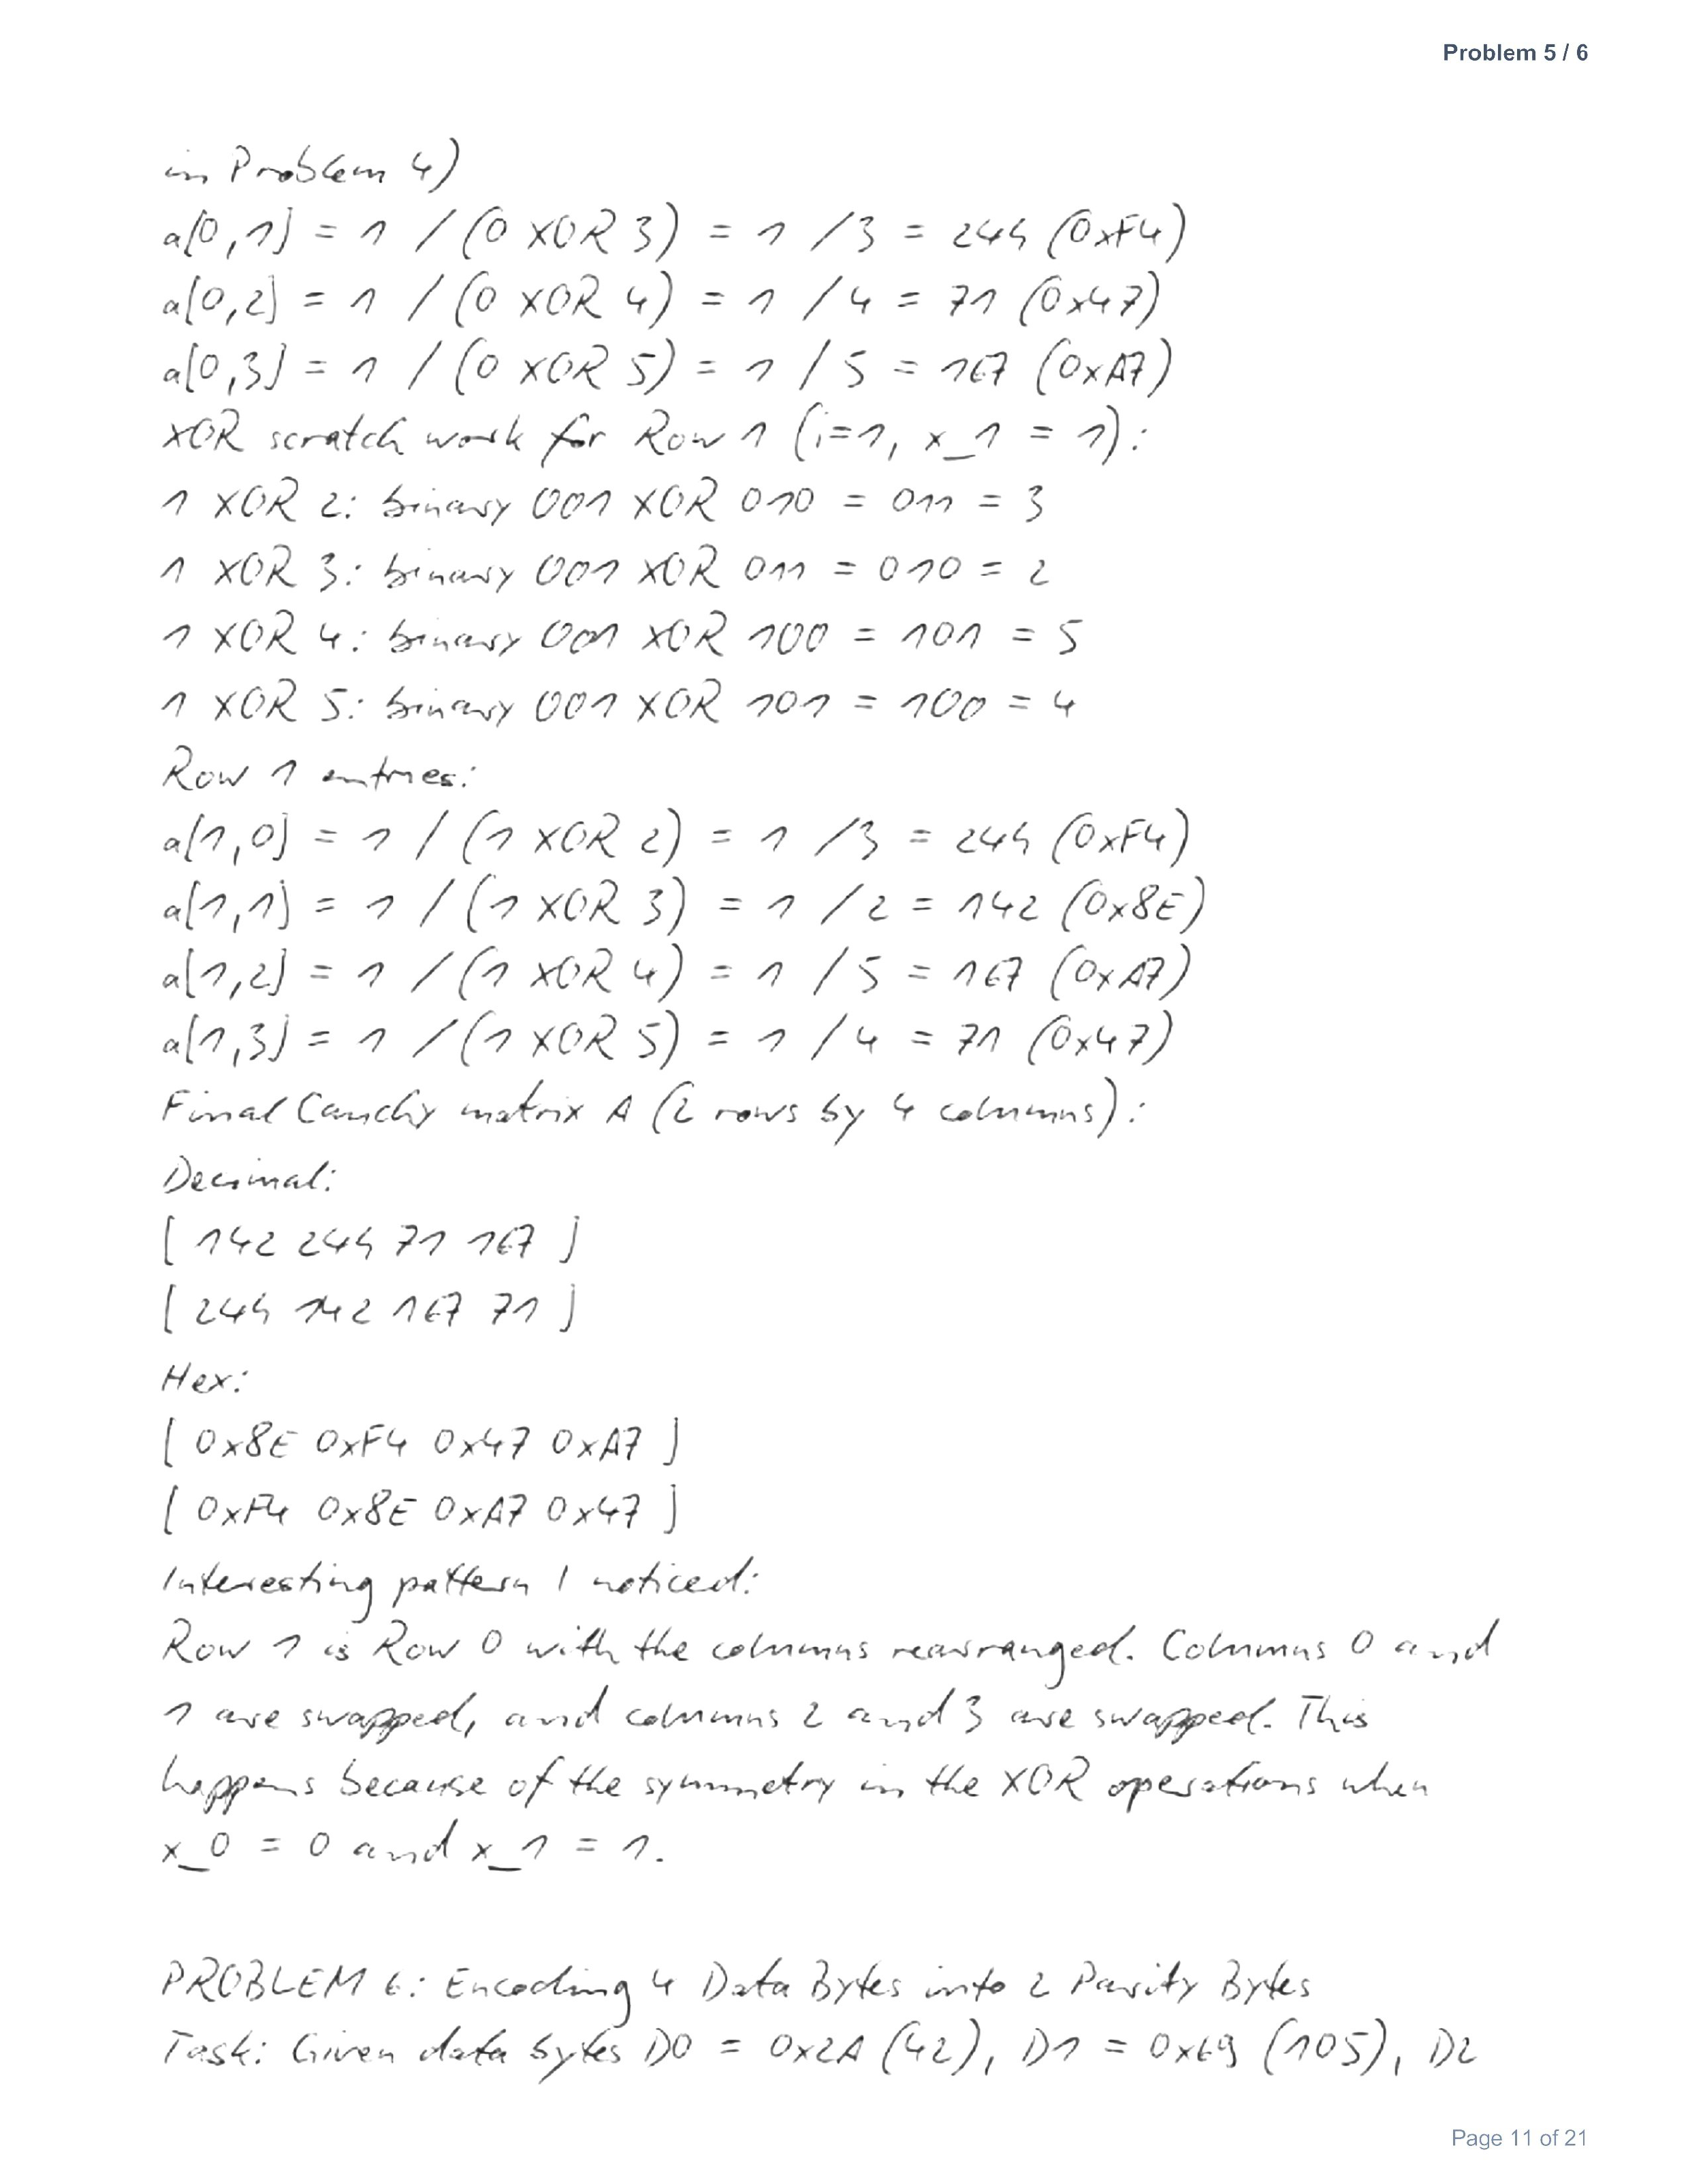 Problem 5 / 6
in Problem 4)
a[0,1] = 1 / (0 XOR 3) = 1 /3 = 244 (0xF4)
a[0,2] = 1 / (0 XOR 4) = 1 / 4 = 71 (0x47)
a[0,3] = 1 / (0 XOR 5) = 1 / 5 = 167 (0xA7)
XOR scratch work for Row 1 (i=1, x_1 = 1):
1 XOR 2: binary 001 XOR 010 = 011 = 3
1 XOR 3: binary 001 XOR 011 = 010 = 2
1 XOR 4: binary 001 XOR 100 = 101 = 5
1 XOR 5: binary 001 XOR 101 = 100 = 4
Row 1 entries:
a[1,0] = 1 / (1 XOR 2) = 1 /3 = 244 (0xF4)
a[1,1] = 1 / (1 XOR 3) = 1 / 2 = 142 (0x8E)
a[1,2] = 1 / (1 XOR 4) = 1 / 5 = 167 (0xA7)
a[1,3] = 1 / (1 XOR 5) = 1 / 4 = 71 (0x47)
Final Cauchy matrix A (2 rows by 4 columns):
Decimal:
[ 142 244 71 167 ]
[ 244 142 167 71 ]
Hex:
[ 0x8E 0xF4 0x47 0xA7 ]
[ 0xF4 0x8E 0xA7 0x47 ]
Interesting pattern I noticed:
Row 1 is Row 0 with the columns rearranged. Columns 0 and
1 are swapped, and columns 2 and 3 are swapped. This
happens because of the symmetry in the XOR operations when
x_0 = 0 and x_1 = 1.
PROBLEM 6: Encoding 4 Data Bytes into 2 Parity Bytes
Task: Given data bytes D0 = 0x2A (42), D1 = 0x69 (105), D2
Page 11 of 21